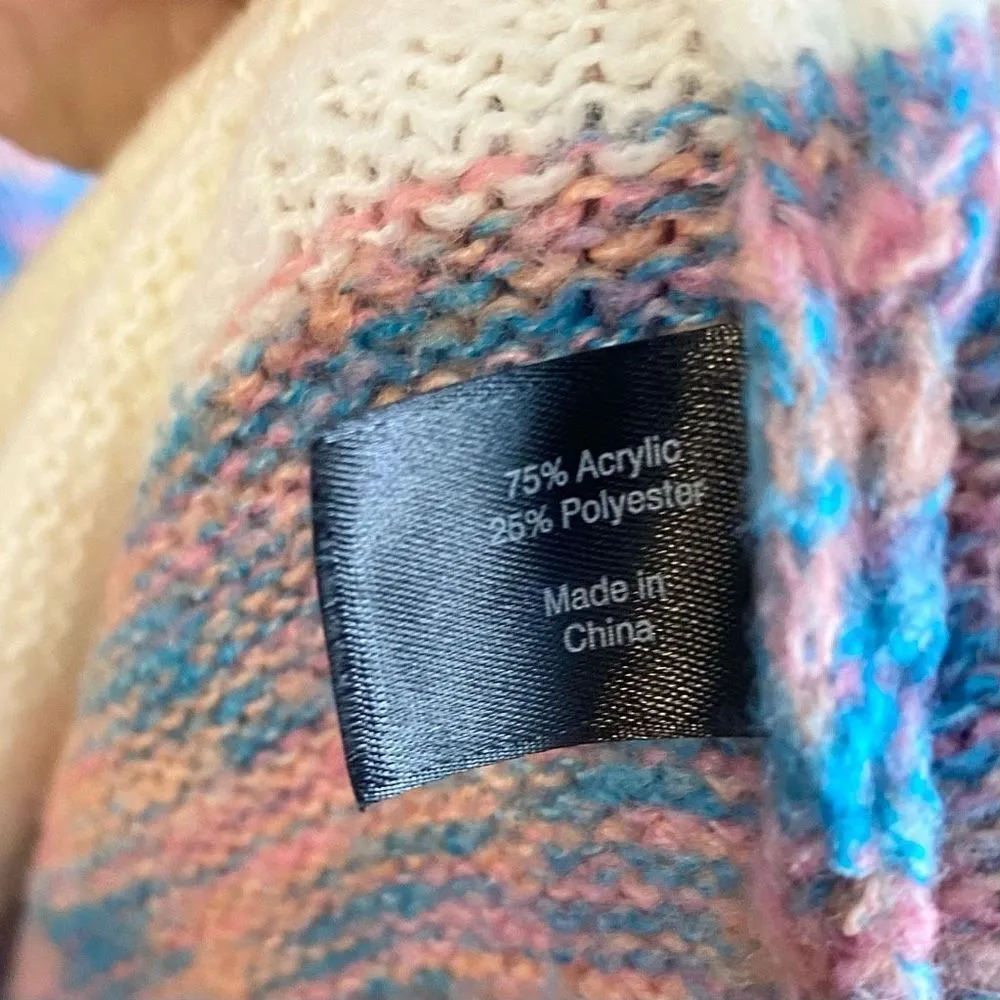 75% Acrylic
25% Polyester
Made in
China